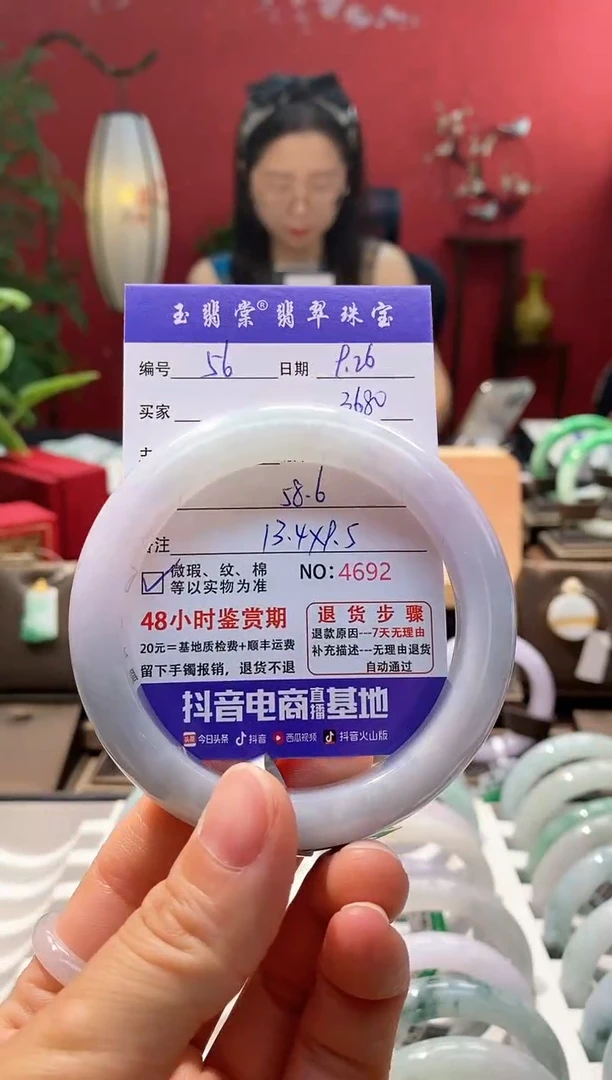 玉翡棠®翡翠珠宝
编号 56 日期 9.26
买家 3680
58.6
注 13.4X9.5
微瑕、纹、棉
等以实物为准
NO:4692
48小时鉴赏期
20元=基地质检费+顺丰运费
留下手镯报销，退货不退
退货步骤
退款原因---7天无理由
补充描述---无理由退货
自动通过
抖音电商直播基地
头条 今日头条 抖音 西瓜视频 抖音火山版